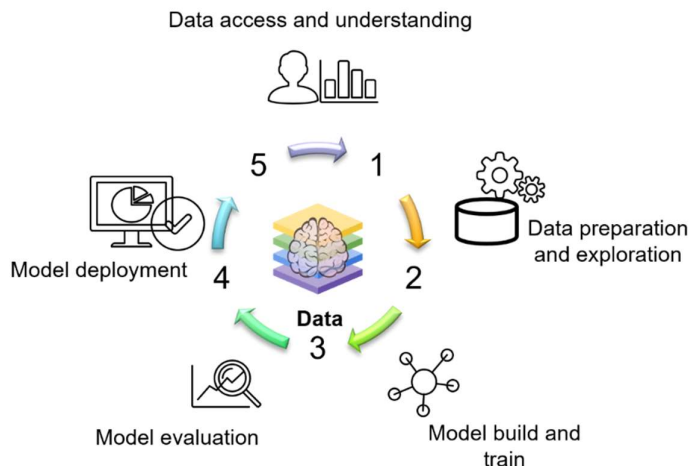 Data access and understanding
5
1
Data preparation
and exploration
Model deployment
4
2
Data
3
Model evaluation
Model build and
train